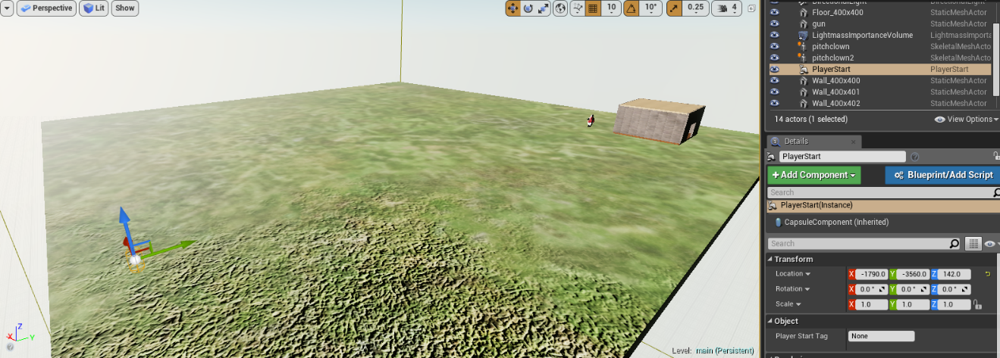 Perspective Lit Show 10 10° 0.25 4
DirectionalLight
Floor_400x400 StaticMeshActor
gun StaticMeshActor
LightmassImportanceVolume LightmassImporta
pitchclown SkeletalMeshActo
pitchclown2 SkeletalMeshActo
PlayerStart PlayerStart
Wall_400x400 StaticMeshActor
Wall_400x401 StaticMeshActor
Wall_400x402 StaticMeshActor
14 actors (1 selected) View Options
Details
PlayerStart
+Add Component Blueprint/Add Script
Search
PlayerStart(Instance)
CapsuleComponent (Inherited)
Search
Transform
Location X -1790.0 Y -3560.0 Z 142.0
Rotation X 0.0 ° Y 0.0 ° Z 0.0 °
Scale X 1.0 Y 1.0 Z 1.0
Object
Player Start Tag None
Z
X Y
Level: main (Persistent)